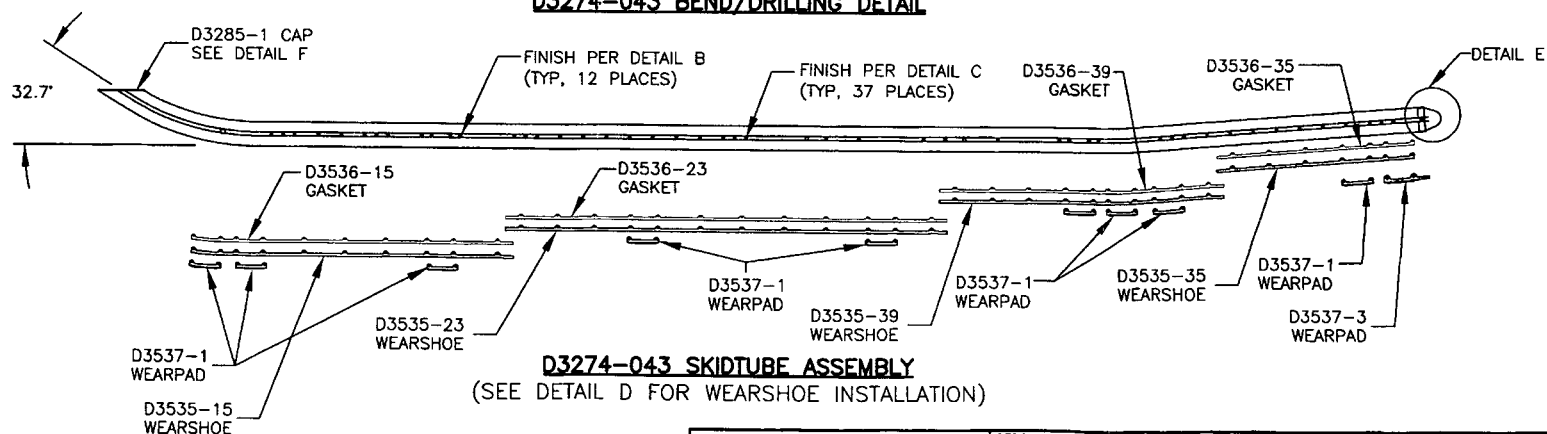 D3274-043 BEND/DRILLING DETAIL
D3285-1 CAP
SEE DETAIL F
FINISH PER DETAIL B
(TYP, 12 PLACES)
FINISH PER DETAIL C
(TYP, 37 PLACES)
D3536-39
GASKET
D3536-35
GASKET
DETAIL E
32.7°
D3536-15
GASKET
D3536-23
GASKET
D3537-1
WEARPAD
D3535-15
WEARSHOE
D3535-23
WEARSHOE
D3537-1
WEARPAD
D3535-39
WEARSHOE
D3537-1
WEARPAD
D3535-35
WEARSHOE
D3537-1
WEARPAD
D3537-3
WEARPAD
D3274-043 SKIDTUBE ASSEMBLY
(SEE DETAIL D FOR WEARSHOE INSTALLATION)